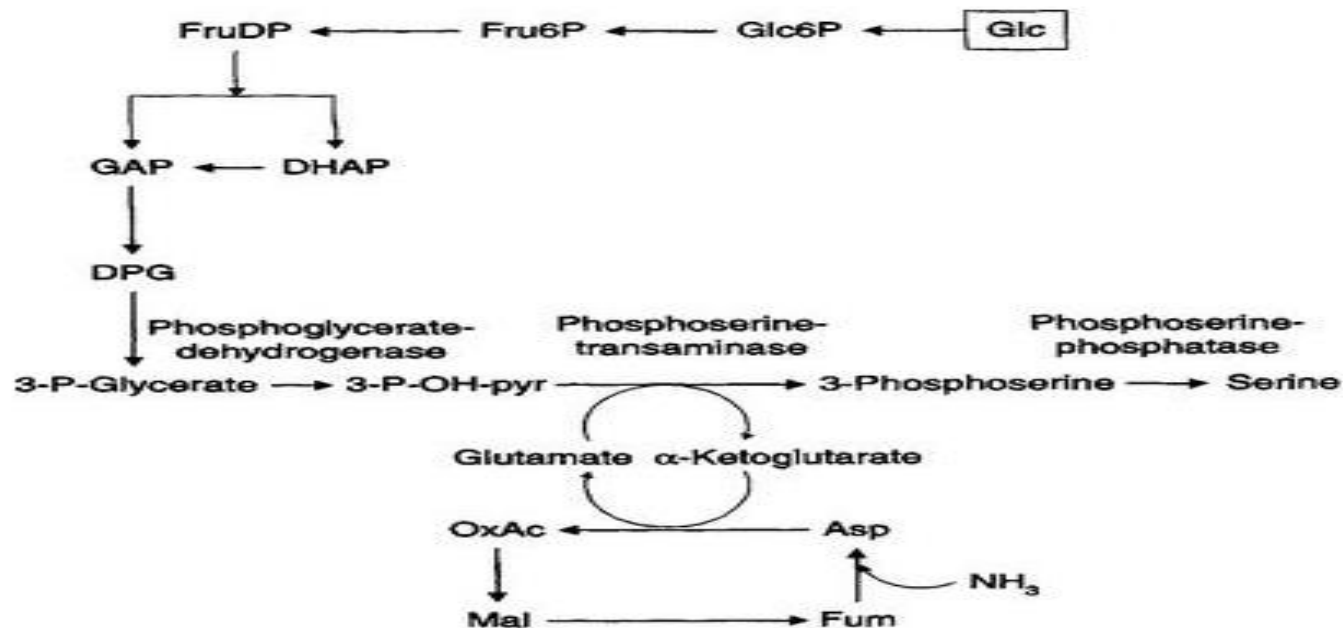 FruDP Fru6P Glc6P Glc
GAP DHAP
DPG
Phosphoglycerate-
dehydrogenase
Phosphoserine-
transaminase
Phosphoserine-
phosphatase
3-P-Glycerate 3-P-OH-pyr 3-Phosphoserine Serine
Glutamate α-Ketoglutarate
OxAc Asp
NH₃
Mal Fum